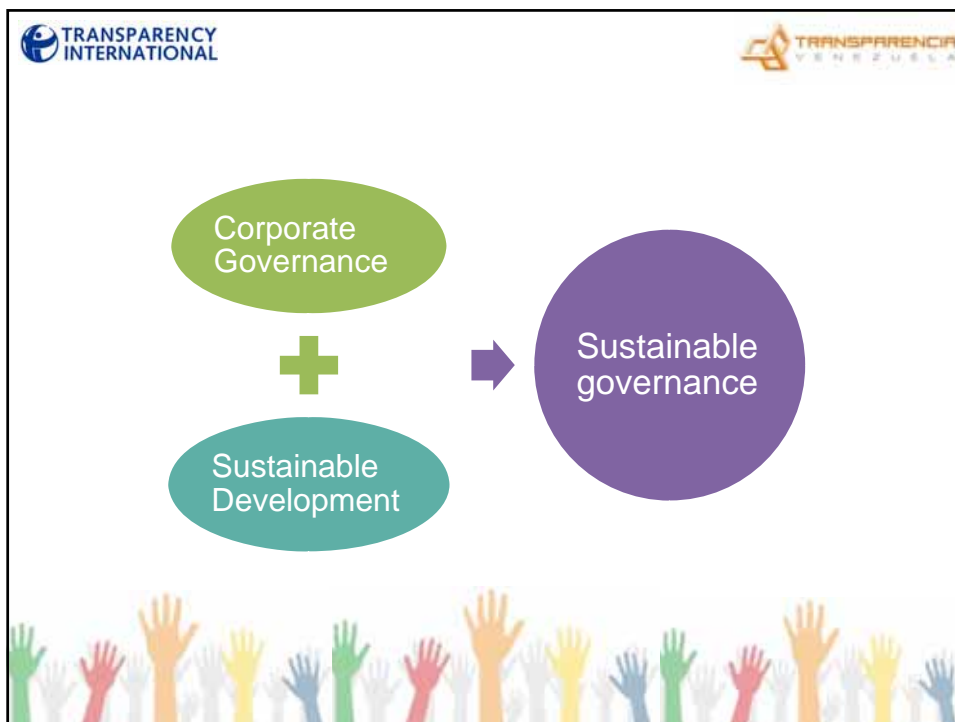 TRANSPARENCY
INTERNATIONAL
TRANSPARENCIA
VENEZUELA
Corporate
Governance
Sustainable
Development
Sustainable
governance